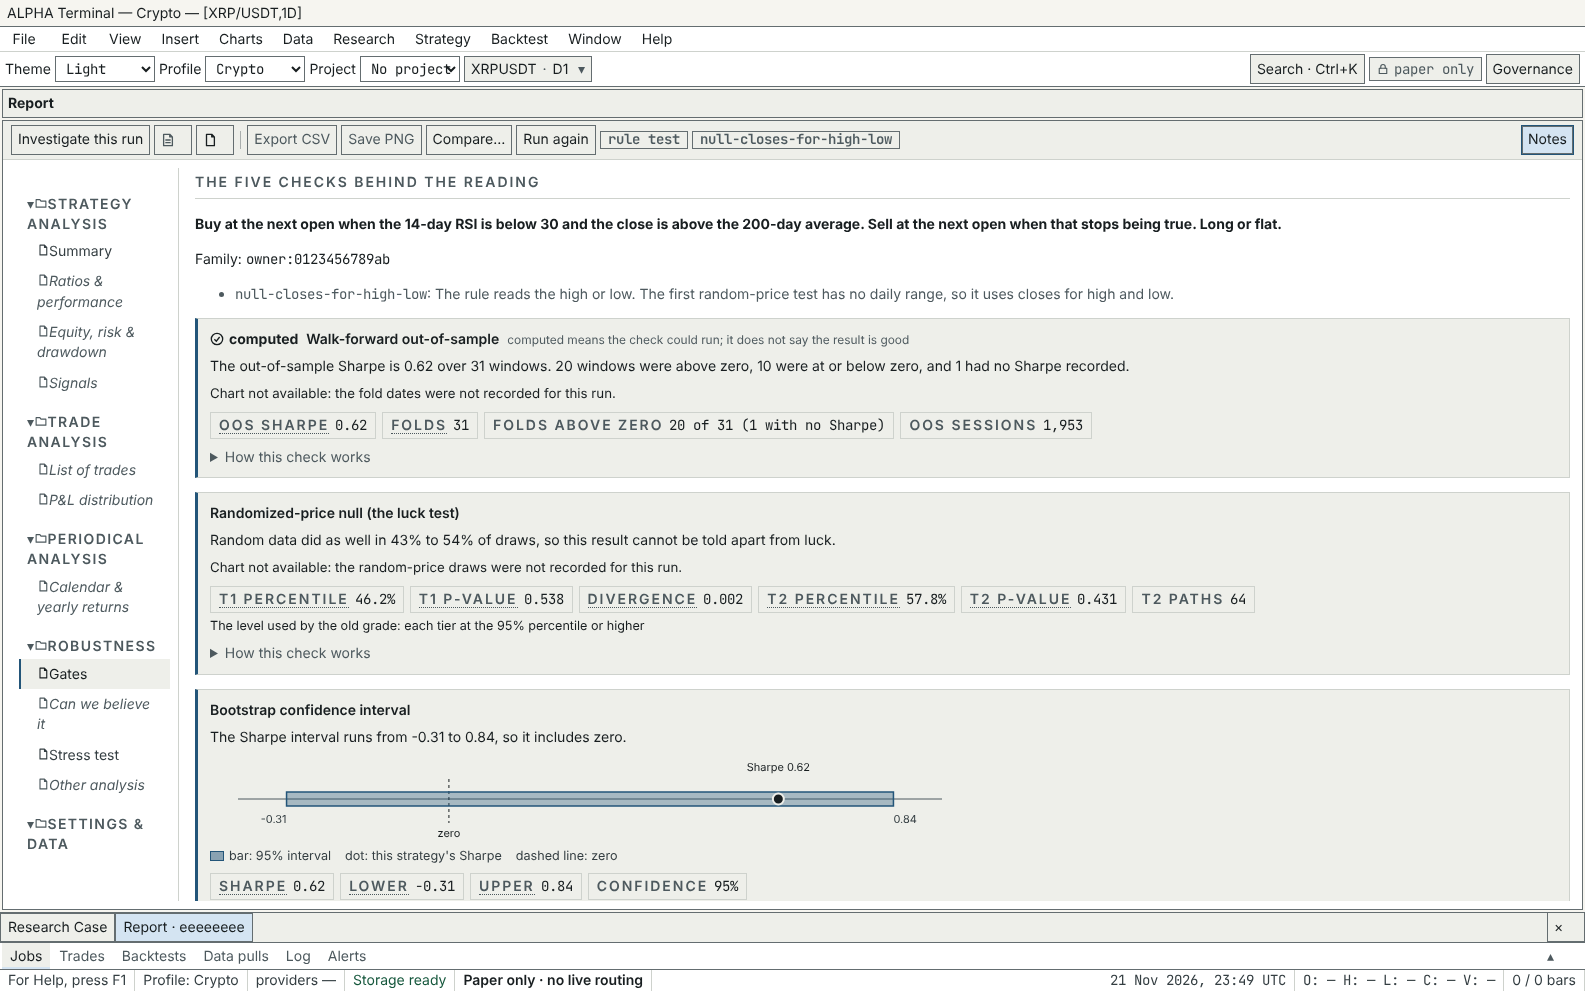 ALPHA Terminal — Crypto — [XRP/USDT,1D]
File Edit View Insert Charts Data Research Strategy Backtest Window Help
Theme Light Profile Crypto Project No project XRPUSDT · D1 ▾ Search · Ctrl+K paper only Governance
Report
Investigate this run Export CSV Save PNG Compare... Run again rule test null-closes-for-high-low Notes
▾STRATEGY
ANALYSIS
Summary
Ratios &
performance
Equity, risk &
drawdown
Signals
▾TRADE
ANALYSIS
List of trades
P&L distribution
▾PERIODICAL
ANALYSIS
Calendar &
yearly returns
▾ROBUSTNESS
Gates
Can we believe
it
Stress test
Other analysis
▾SETTINGS &
DATA
THE FIVE CHECKS BEHIND THE READING
Buy at the next open when the 14-day RSI is below 30 and the close is above the 200-day average. Sell at the next open when that stops being true. Long or flat.
Family: owner:0123456789ab
• null-closes-for-high-low: The rule reads the high or low. The first random-price test has no daily range, so it uses closes for high and low.
computed Walk-forward out-of-sample computed means the check could run; it does not say the result is good
The out-of-sample Sharpe is 0.62 over 31 windows. 20 windows were above zero, 10 were at or below zero, and 1 had no Sharpe recorded.
Chart not available: the fold dates were not recorded for this run.
OOS SHARPE 0.62 FOLDS 31 FOLDS ABOVE ZERO 20 of 31 (1 with no Sharpe) OOS SESSIONS 1,953
▶ How this check works
Randomized-price null (the luck test)
Random data did as well in 43% to 54% of draws, so this result cannot be told apart from luck.
Chart not available: the random-price draws were not recorded for this run.
T1 PERCENTILE 46.2% T1 P-VALUE 0.538 DIVERGENCE 0.002 T2 PERCENTILE 57.8% T2 P-VALUE 0.431 T2 PATHS 64
The level used by the old grade: each tier at the 95% percentile or higher
▶ How this check works
Bootstrap confidence interval
The Sharpe interval runs from -0.31 to 0.84, so it includes zero.
Sharpe 0.62
-0.31 0.84
zero
bar: 95% interval dot: this strategy's Sharpe dashed line: zero
SHARPE 0.62 LOWER -0.31 UPPER 0.84 CONFIDENCE 95%
Research Case Report · eeeeeeee ×
Jobs Trades Backtests Data pulls Log Alerts ▲
For Help, press F1 Profile: Crypto providers — Storage ready Paper only · no live routing 21 Nov 2026, 23:49 UTC O: — H: — L: — C: — V: — 0 / 0 bars